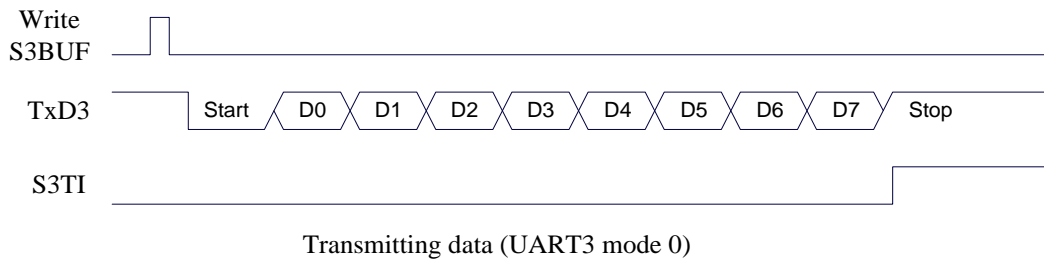 Write
S3BUF
TxD3 Start D0 D1 D2 D3 D4 D5 D6 D7 Stop
S3TI
Transmitting data (UART3 mode 0)